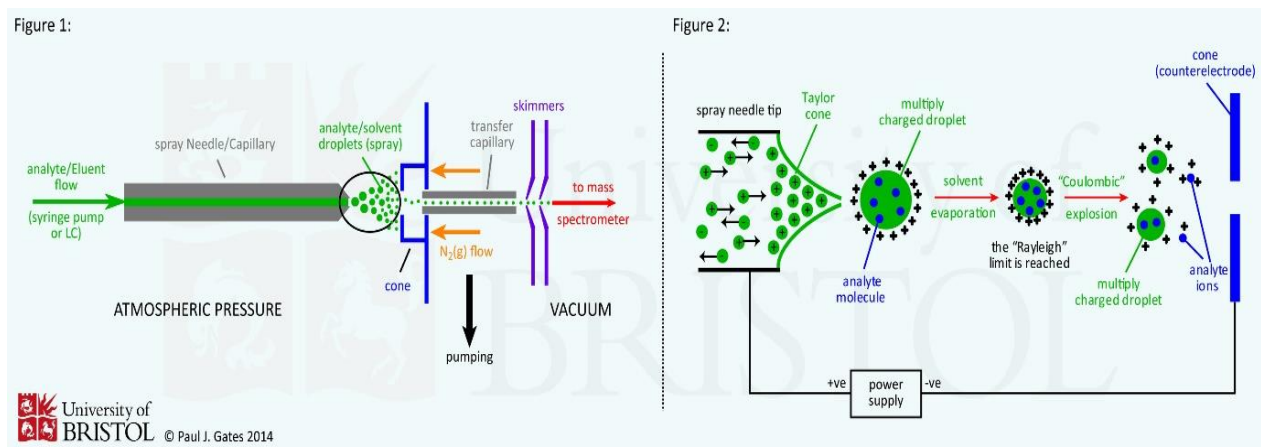 Figure 1:
skimmers
analyte/solvent
droplets (spray)
transfer
capillary
spray Needle/Capillary
analyte/Eluent
flow
(syringe pump
or LC)
to mass
spectrometer
N2(g) flow
cone
ATMOSPHERIC PRESSURE
VACUUM
pumping
Figure 2:
cone
(counterelectrode)
spray needle tip
Taylor
cone
multiply
charged droplet
solvent
evaporation
"Coulombic"
explosion
the "Rayleigh"
limit is reached
analyte
molecule
multiply
charged droplet
analyte
ions
+ve
power
supply
-ve
University of
BRISTOL
University of
BRISTOL © Paul J. Gates 2014